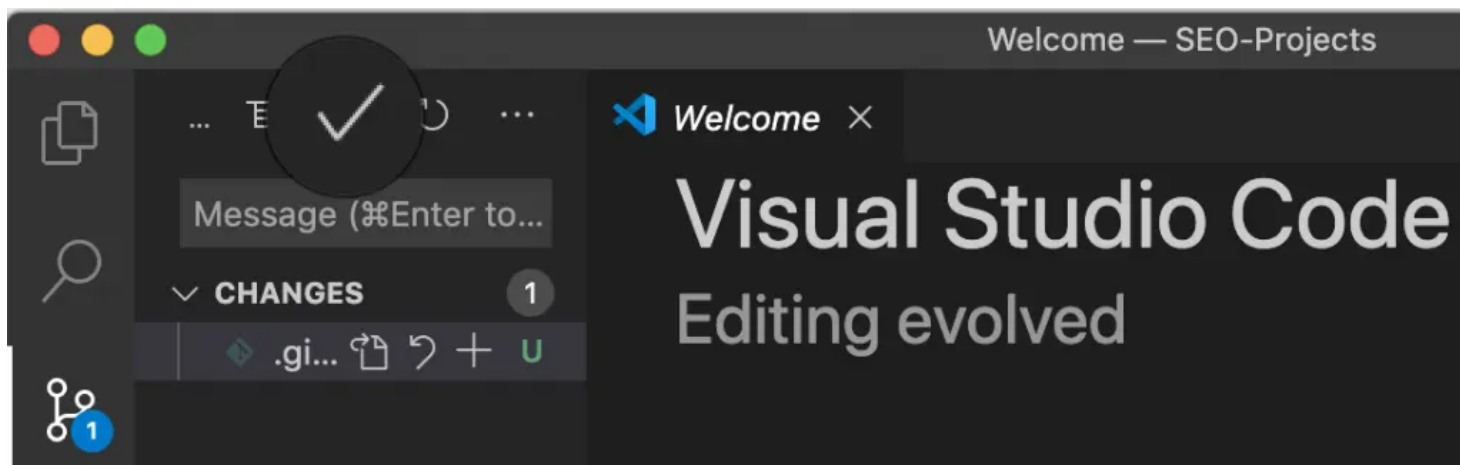 Welcome — SEO-Projects
...
...
Welcome
Message (⌘Enter to...
CHANGES 1
.gi... U
1
Visual Studio Code
Editing evolved